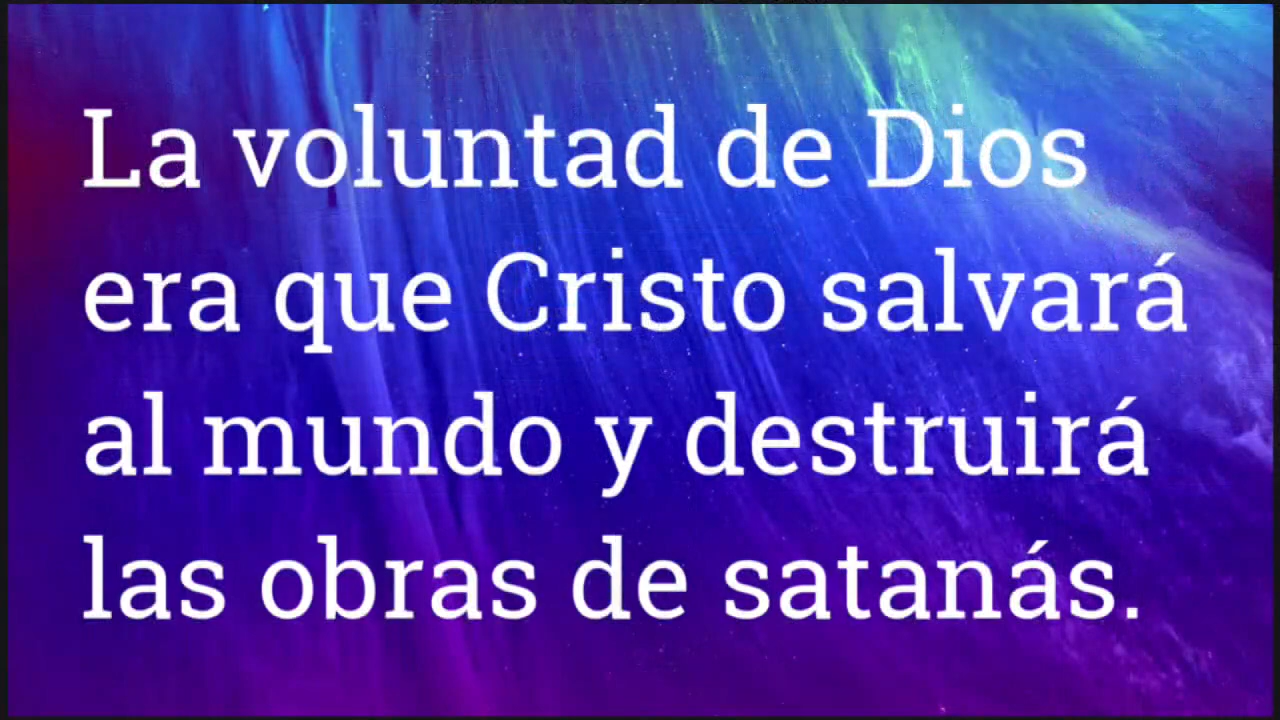 La voluntad de Dios
era que Cristo salvará
al mundo y destruirá
las obras de satanás.